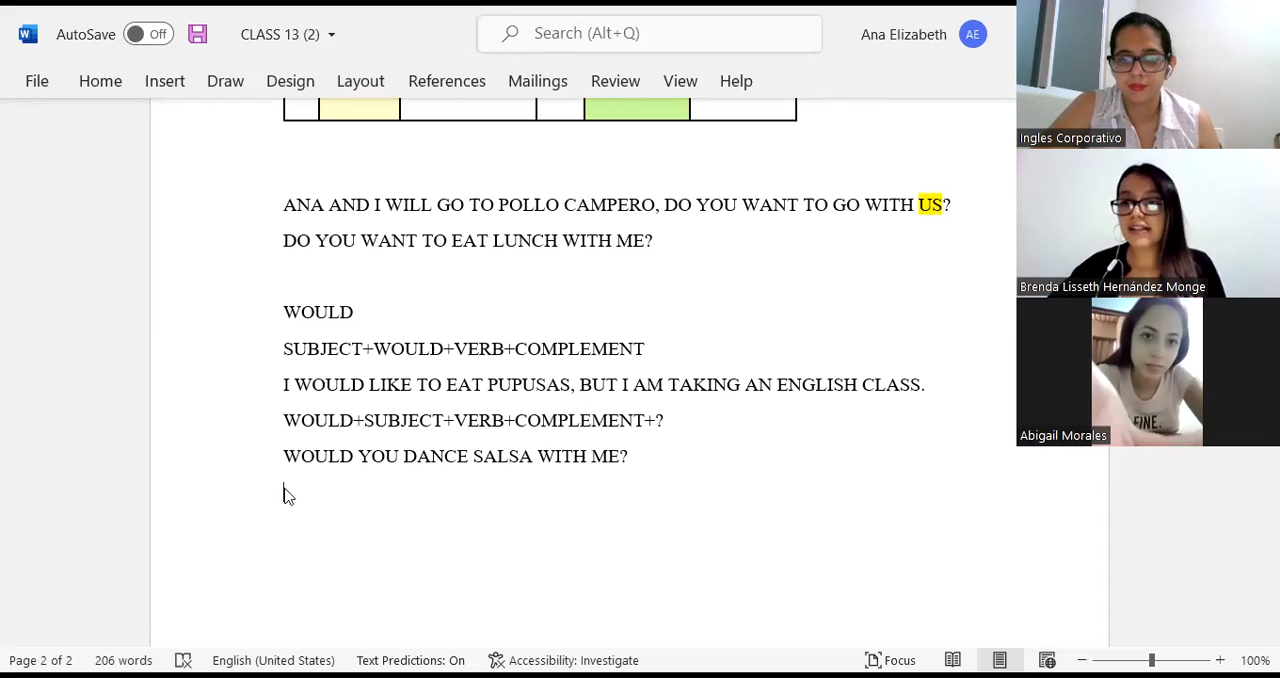 AutoSave Off CLASS 13 (2) Search (Alt+Q) Ana Elizabeth AE
File Home Insert Draw Design Layout References Mailings Review View Help
ANA AND I WILL GO TO POLLO CAMPERO, DO YOU WANT TO GO WITH US?
DO YOU WANT TO EAT LUNCH WITH ME?
WOULD
SUBJECT+WOULD+VERB+COMPLEMENT
I WOULD LIKE TO EAT PUPUSAS, BUT I AM TAKING AN ENGLISH CLASS.
WOULD+SUBJECT+VERB+COMPLEMENT+?
WOULD YOU DANCE SALSA WITH ME?
Ingles Corporativo
Brenda Lisseth Hernández Monge
FINE.
Abigail Morales
Page 2 of 2 206 words English (United States) Text Predictions: On Accessibility: Investigate Focus 100%